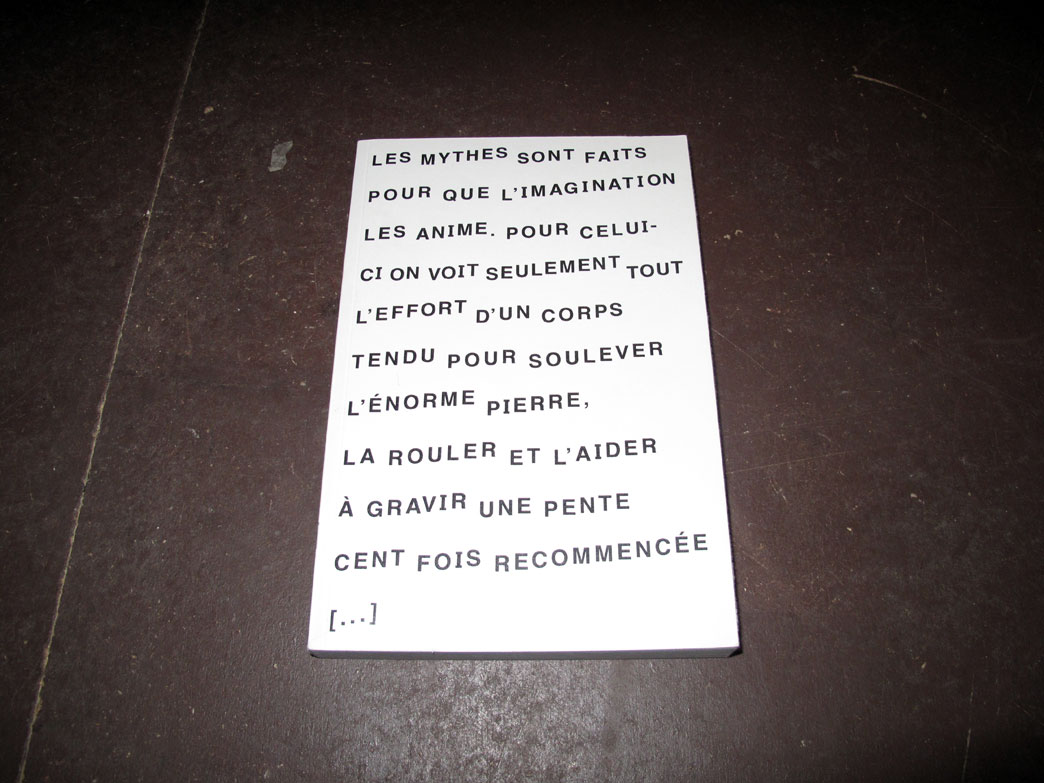 LES MYTHES SONT FAITS
POUR QUE L'IMAGINATION
LES ANIME. POUR CELUI-
CI ON VOIT SEULEMENT TOUT
L'EFFORT D'UN CORPS
TENDU POUR SOULEVER
L'ÉNORME PIERRE,
LA ROULER ET L'AIDER
À GRAVIR UNE PENTE
CENT FOIS RECOMMENCÉE
[...]